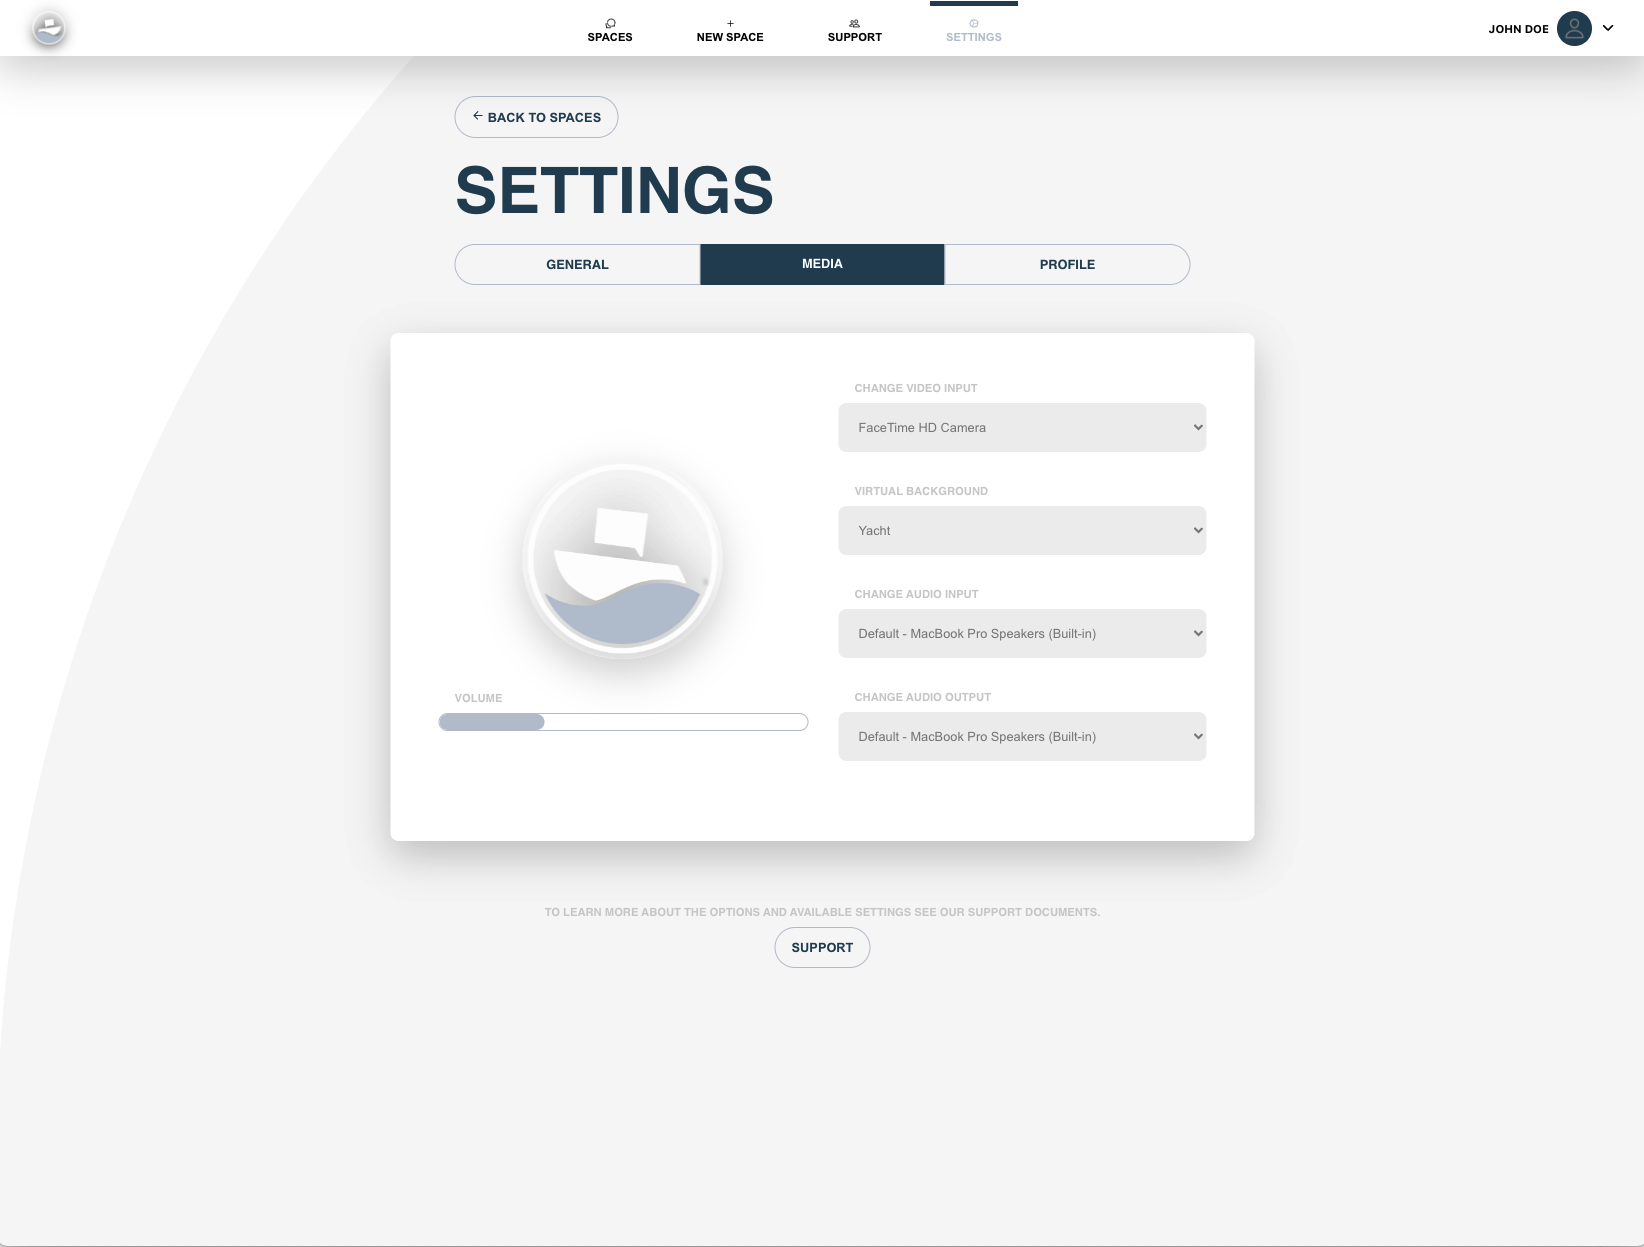 SPACES
NEW SPACE
SUPPORT
SETTINGS
JOHN DOE
BACK TO SPACES
SETTINGS
GENERAL
MEDIA
PROFILE
CHANGE VIDEO INPUT
FaceTime HD Camera
VIRTUAL BACKGROUND
Yacht
CHANGE AUDIO INPUT
Default - MacBook Pro Speakers (Built-in)
VOLUME
CHANGE AUDIO OUTPUT
Default - MacBook Pro Speakers (Built-in)
TO LEARN MORE ABOUT THE OPTIONS AND AVAILABLE SETTINGS SEE OUR SUPPORT DOCUMENTS.
SUPPORT